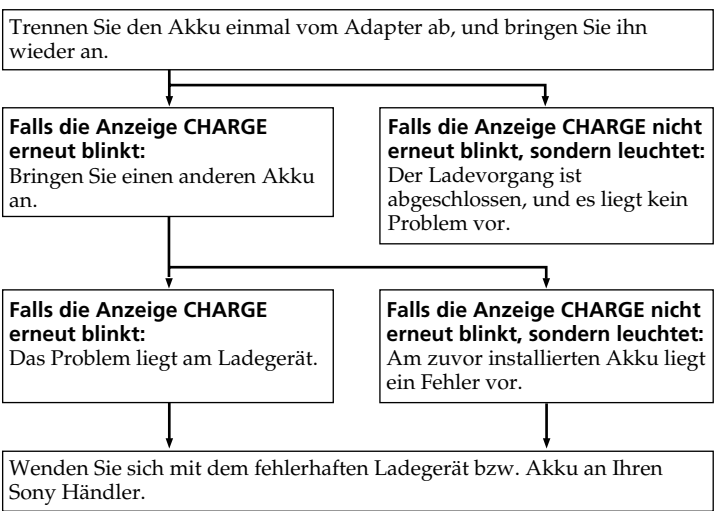 Trennen Sie den Akku einmal vom Adapter ab, und bringen Sie ihn
wieder an.
Falls die Anzeige CHARGE
erneut blinkt:
Bringen Sie einen anderen Akku
an.
Falls die Anzeige CHARGE nicht
erneut blinkt, sondern leuchtet:
Der Ladevorgang ist
abgeschlossen, und es liegt kein
Problem vor.
Falls die Anzeige CHARGE
erneut blinkt:
Das Problem liegt am Ladegerät.
Falls die Anzeige CHARGE nicht
erneut blinkt, sondern leuchtet:
Am zuvor installierten Akku liegt
ein Fehler vor.
Wenden Sie sich mit dem fehlerhaften Ladegerät bzw. Akku an Ihren
Sony Händler.